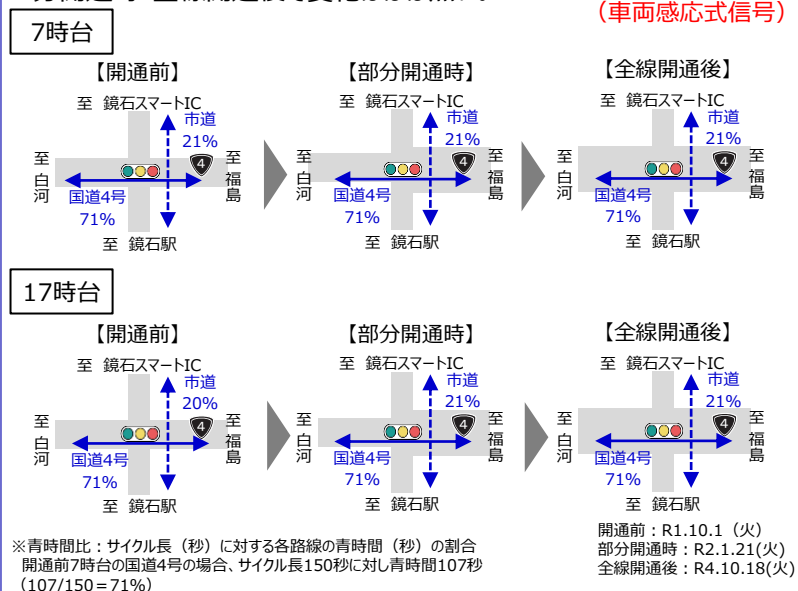 （車両感応式信号）
7時台
【開通前】
至 鏡石スマートIC
市道
21%
至 白河
4
至 福島
国道4号
71%
至 鏡石駅
【部分開通時】
至 鏡石スマートIC
市道
21%
至 白河
4
至 福島
国道4号
71%
至 鏡石駅
【全線開通後】
至 鏡石スマートIC
市道
21%
至 白河
4
至 福島
国道4号
71%
至 鏡石駅
17時台
【開通前】
至 鏡石スマートIC
市道
20%
至 白河
4
至 福島
国道4号
71%
至 鏡石駅
【部分開通時】
至 鏡石スマートIC
市道
21%
至 白河
4
至 福島
国道4号
71%
至 鏡石駅
【全線開通後】
至 鏡石スマートIC
市道
21%
至 白河
4
至 福島
国道4号
71%
至 鏡石駅
※青時間比：サイクル長（秒）に対する各路線の青時間（秒）の割合
開通前7時台の国道4号の場合、サイクル長150秒に対し青時間107秒
（107/150＝71%）
開通前：R1.10.1（火）
部分開通時：R2.1.21(火)
全線開通後：R4.10.18(火)